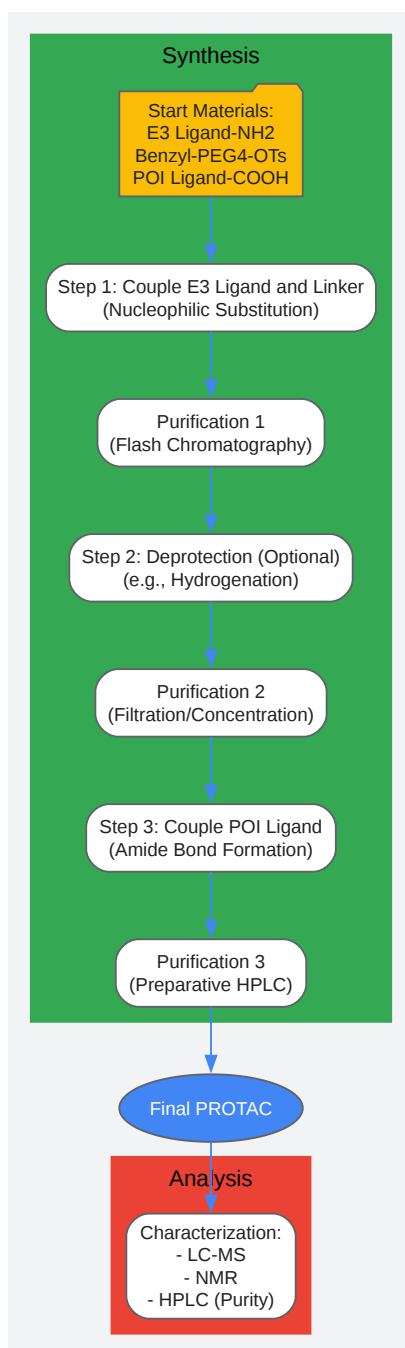 Synthesis
Start Materials:
E3 Ligand-NH2
Benzyl-PEG4-OTs
POI Ligand-COOH
Step 1: Couple E3 Ligand and Linker
(Nucleophilic Substitution)
Purification 1
(Flash Chromatography)
Step 2: Deprotection (Optional)
(e.g., Hydrogenation)
Purification 2
(Filtration/Concentration)
Step 3: Couple POI Ligand
(Amide Bond Formation)
Purification 3
(Preparative HPLC)
Final PROTAC
Analysis
Characterization:
- LC-MS
- NMR
- HPLC (Purity)